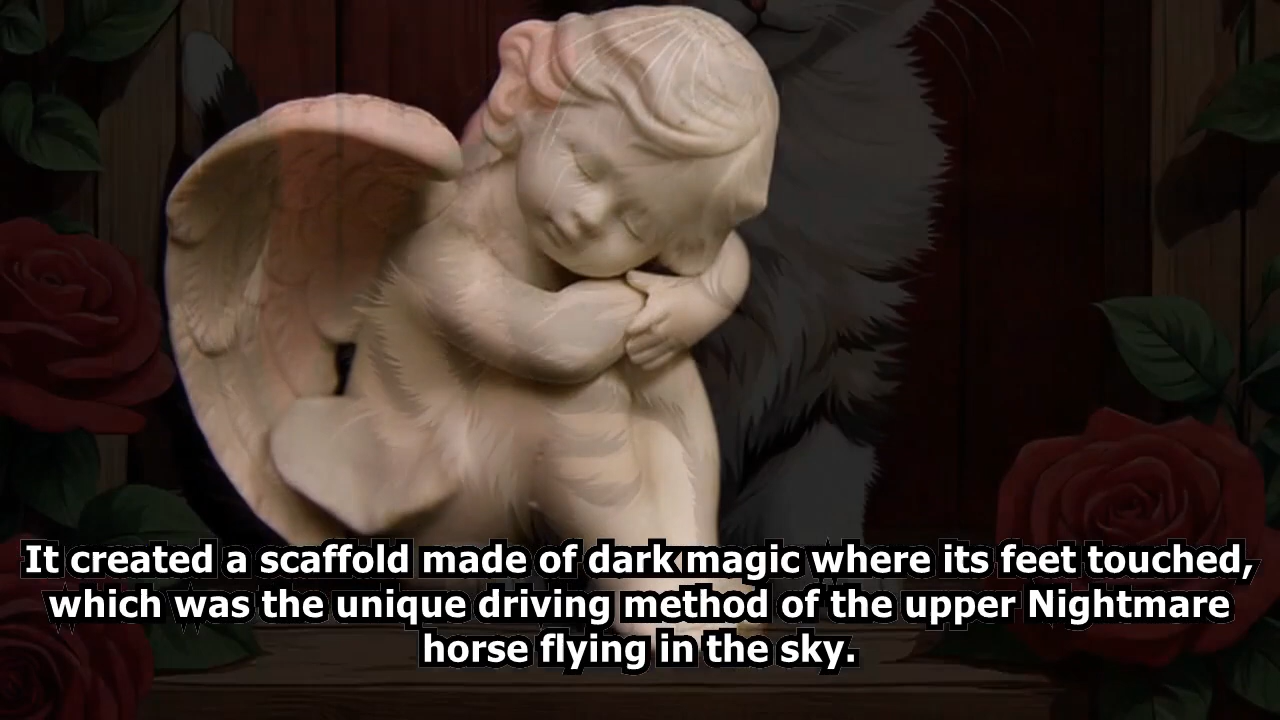 It created a scaffold made of dark magic where its feet touched,
which was the unique driving method of the upper Nightmare
horse flying in the sky.